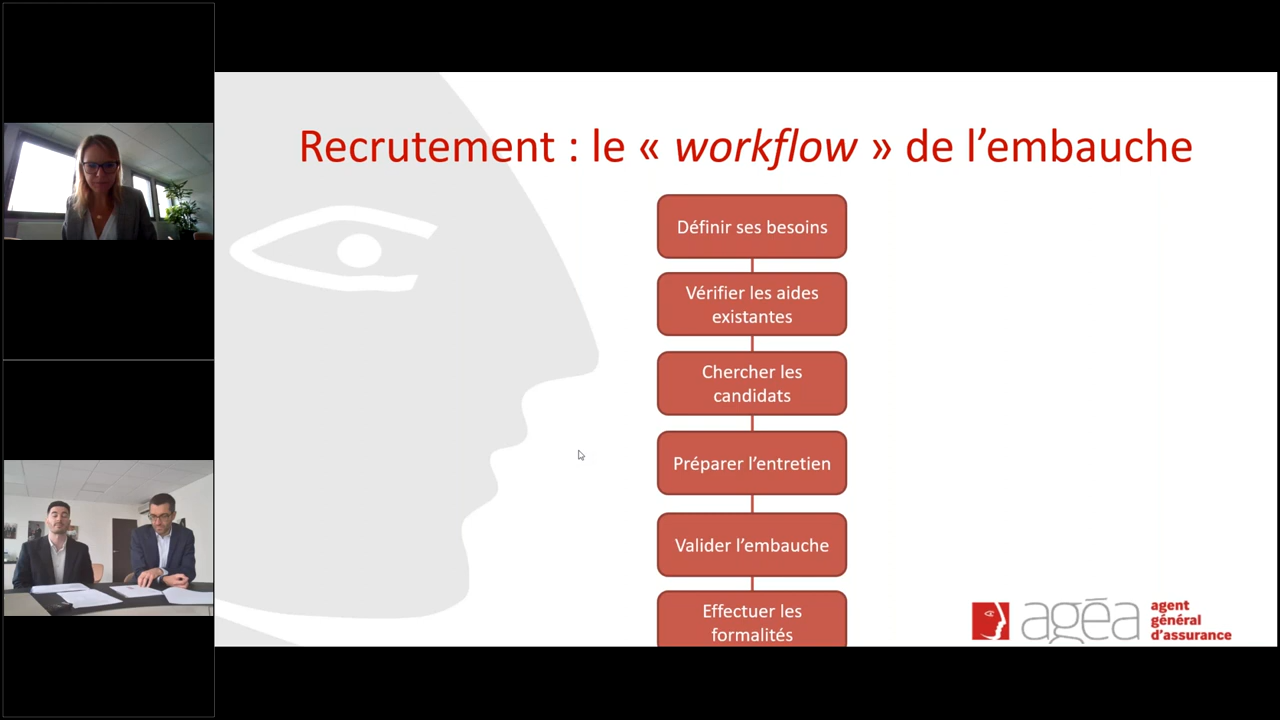 Recrutement : le « workflow » de l’embauche
Définir ses besoins
Vérifier les aides
existantes
Chercher les
candidats
Préparer l’entretien
Valider l’embauche
Effectuer les
formalités
agéa
agent
général
d’assurance